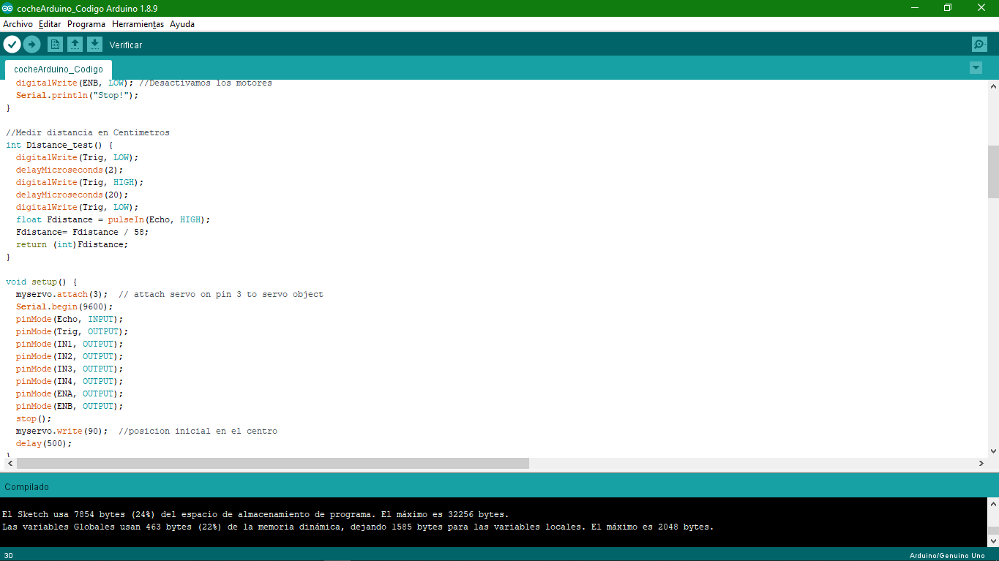 cocheArduino_Codigo Arduino 1.8.9
Archivo Editar Programa Herramientas Ayuda
Verificar
cocheArduino_Codigo
digitalWrite(ENB, LOW); //Desactivamos los motores
Serial.println("Stop!");
}
//Medir distancia en Centimetros
int Distance_test() {
digitalWrite(Trig, LOW);
delayMicroseconds(2);
digitalWrite(Trig, HIGH);
delayMicroseconds(20);
digitalWrite(Trig, LOW);
float Fdistance = pulseIn(Echo, HIGH);
Fdistance= Fdistance / 58;
return (int)Fdistance;
}
void setup() {
myservo.attach(3);  // attach servo on pin 3 to servo object
Serial.begin(9600);
pinMode(Echo, INPUT);
pinMode(Trig, OUTPUT);
pinMode(IN1, OUTPUT);
pinMode(IN2, OUTPUT);
pinMode(IN3, OUTPUT);
pinMode(IN4, OUTPUT);
pinMode(ENA, OUTPUT);
pinMode(ENB, OUTPUT);
stop();
myservo.write(90);  //posicion inicial en el centro
delay(500);
}
Compilado
El Sketch usa 7854 bytes (24%) del espacio de almacenamiento de programa. El máximo es 32256 bytes.
Las variables Globales usan 463 bytes (22%) de la memoria dinámica, dejando 1585 bytes para las variables locales. El máximo es 2048 bytes.
30
Arduino/Genuino Uno